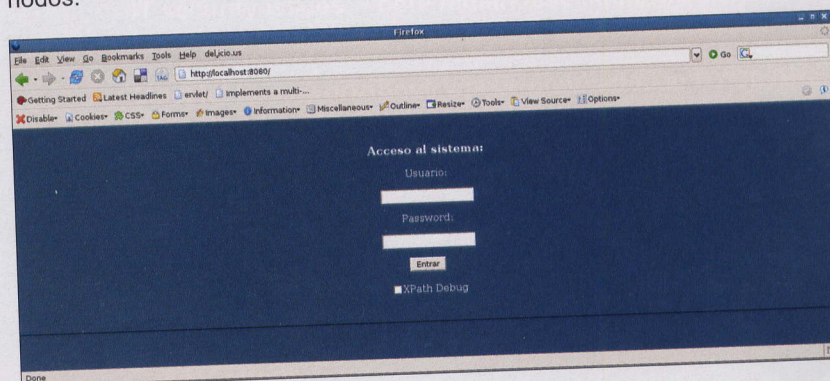 nodos.
Firefox
File Edit View Go Bookmarks Tools Help del.icio.us
http://localhost:8080/ Go
Getting Started Latest Headlines ervlet/ Implements a multi-...
Disable Cookies CSS Forms Images Information Miscellaneous Outline Resize Tools View Source Options
Acceso al sistema:
Usuario:
Password:
Entrar
XPath Debug
Done